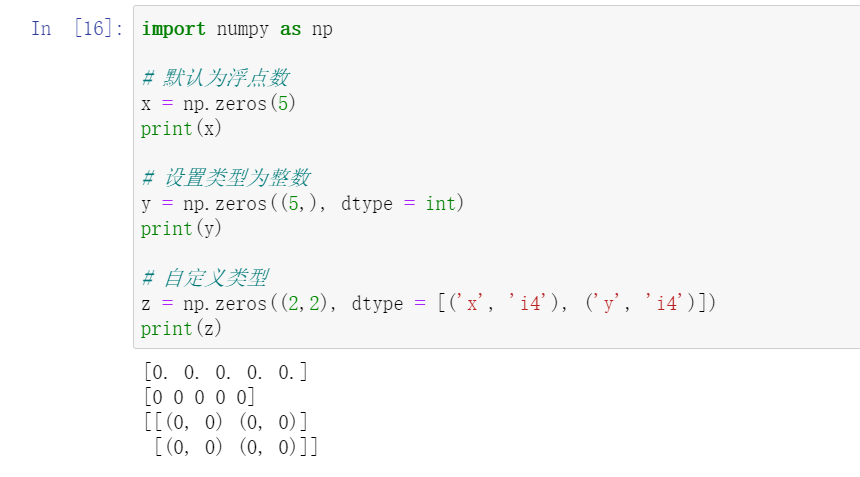 In [16]: import numpy as np
# 默认为浮点数
x = np.zeros(5)
print(x)
# 设置类型为整数
y = np.zeros((5,), dtype = int)
print(y)
# 自定义类型
z = np.zeros((2,2), dtype = [('x', 'i4'), ('y', 'i4')])
print(z)
[0. 0. 0. 0. 0.]
[0 0 0 0 0]
[[(0, 0) (0, 0)]
 [(0, 0) (0, 0)]]